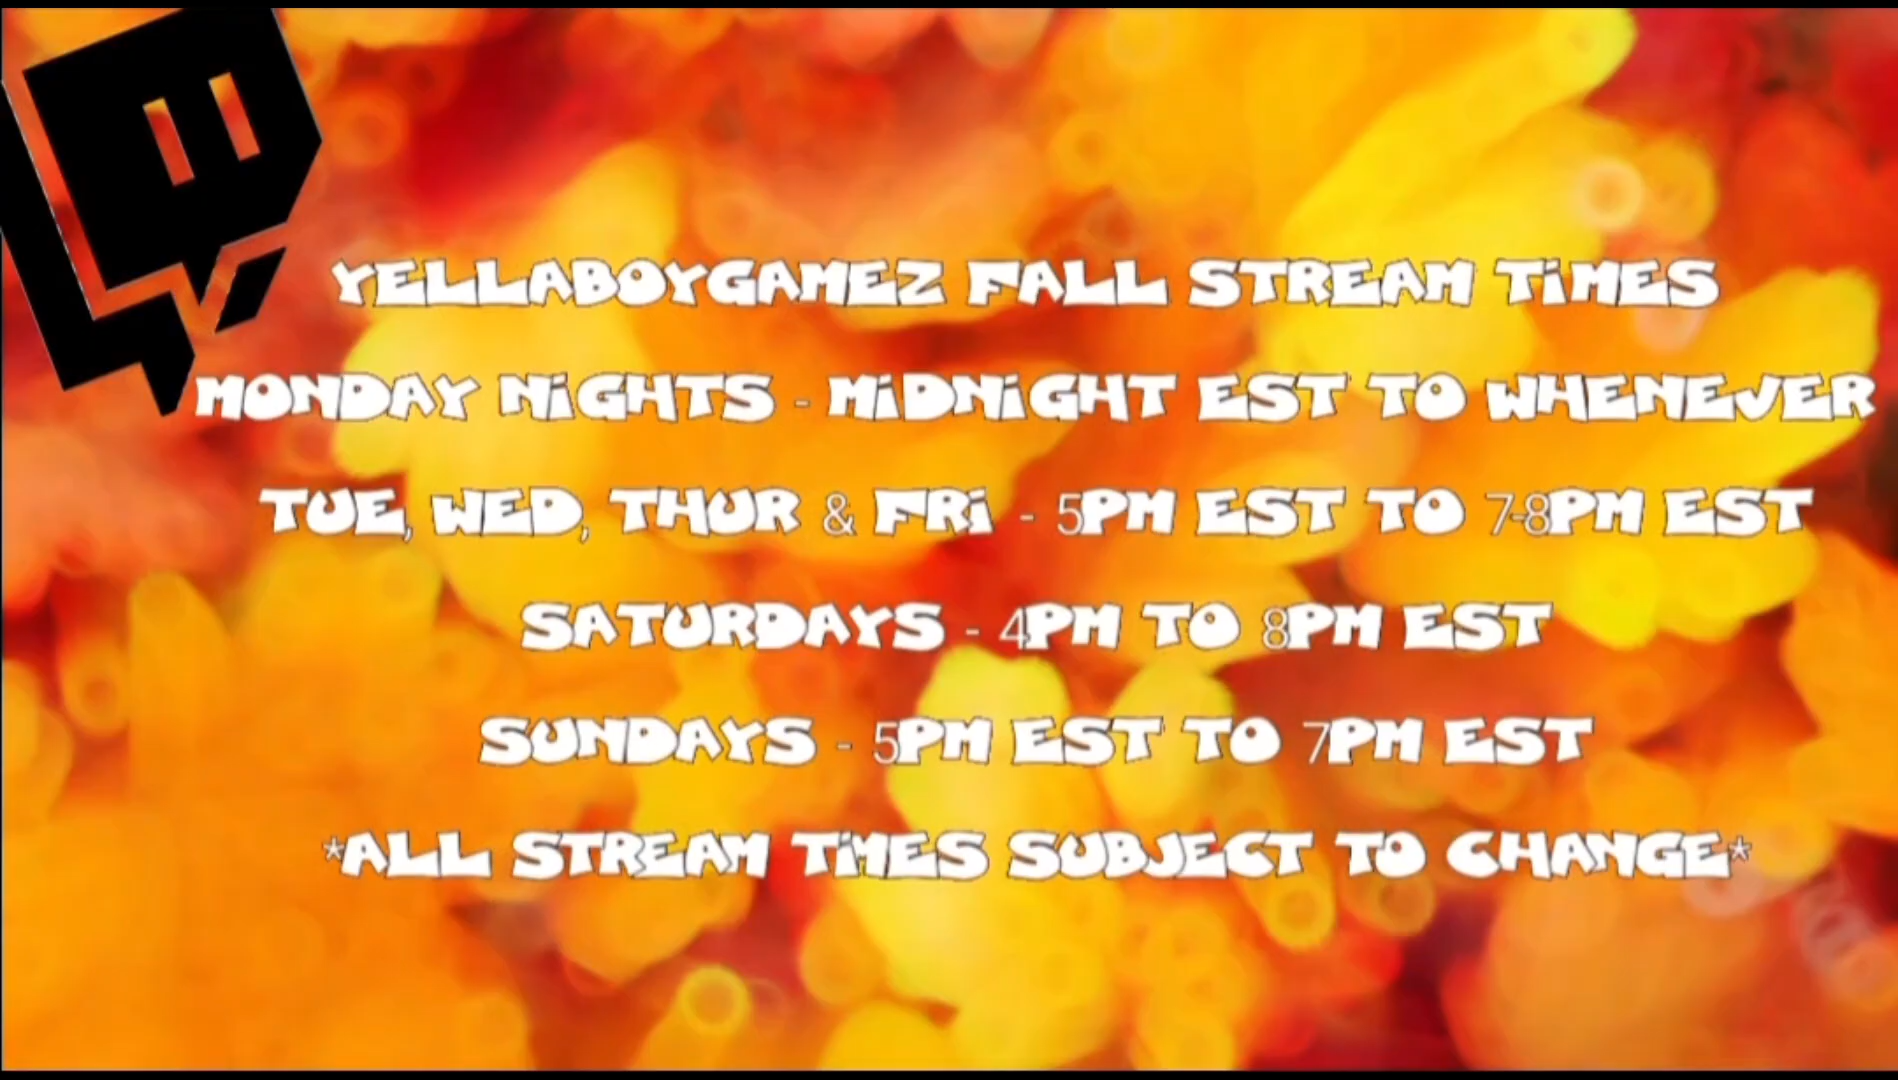 YELLABOYGAMEZ FALL STREAM TiMES
MONDAY NiGHTS - MiDNiGHT EST TO WHENEVER
TUE, WED, THUR & FRi - 5PM EST TO 7-8PM EST
SATURDAYS - 4PM TO 8PM EST
SUNDAYS - 5PM EST TO 7PM EST
*ALL STREAM TiMES SUBJECT TO CHANGE*